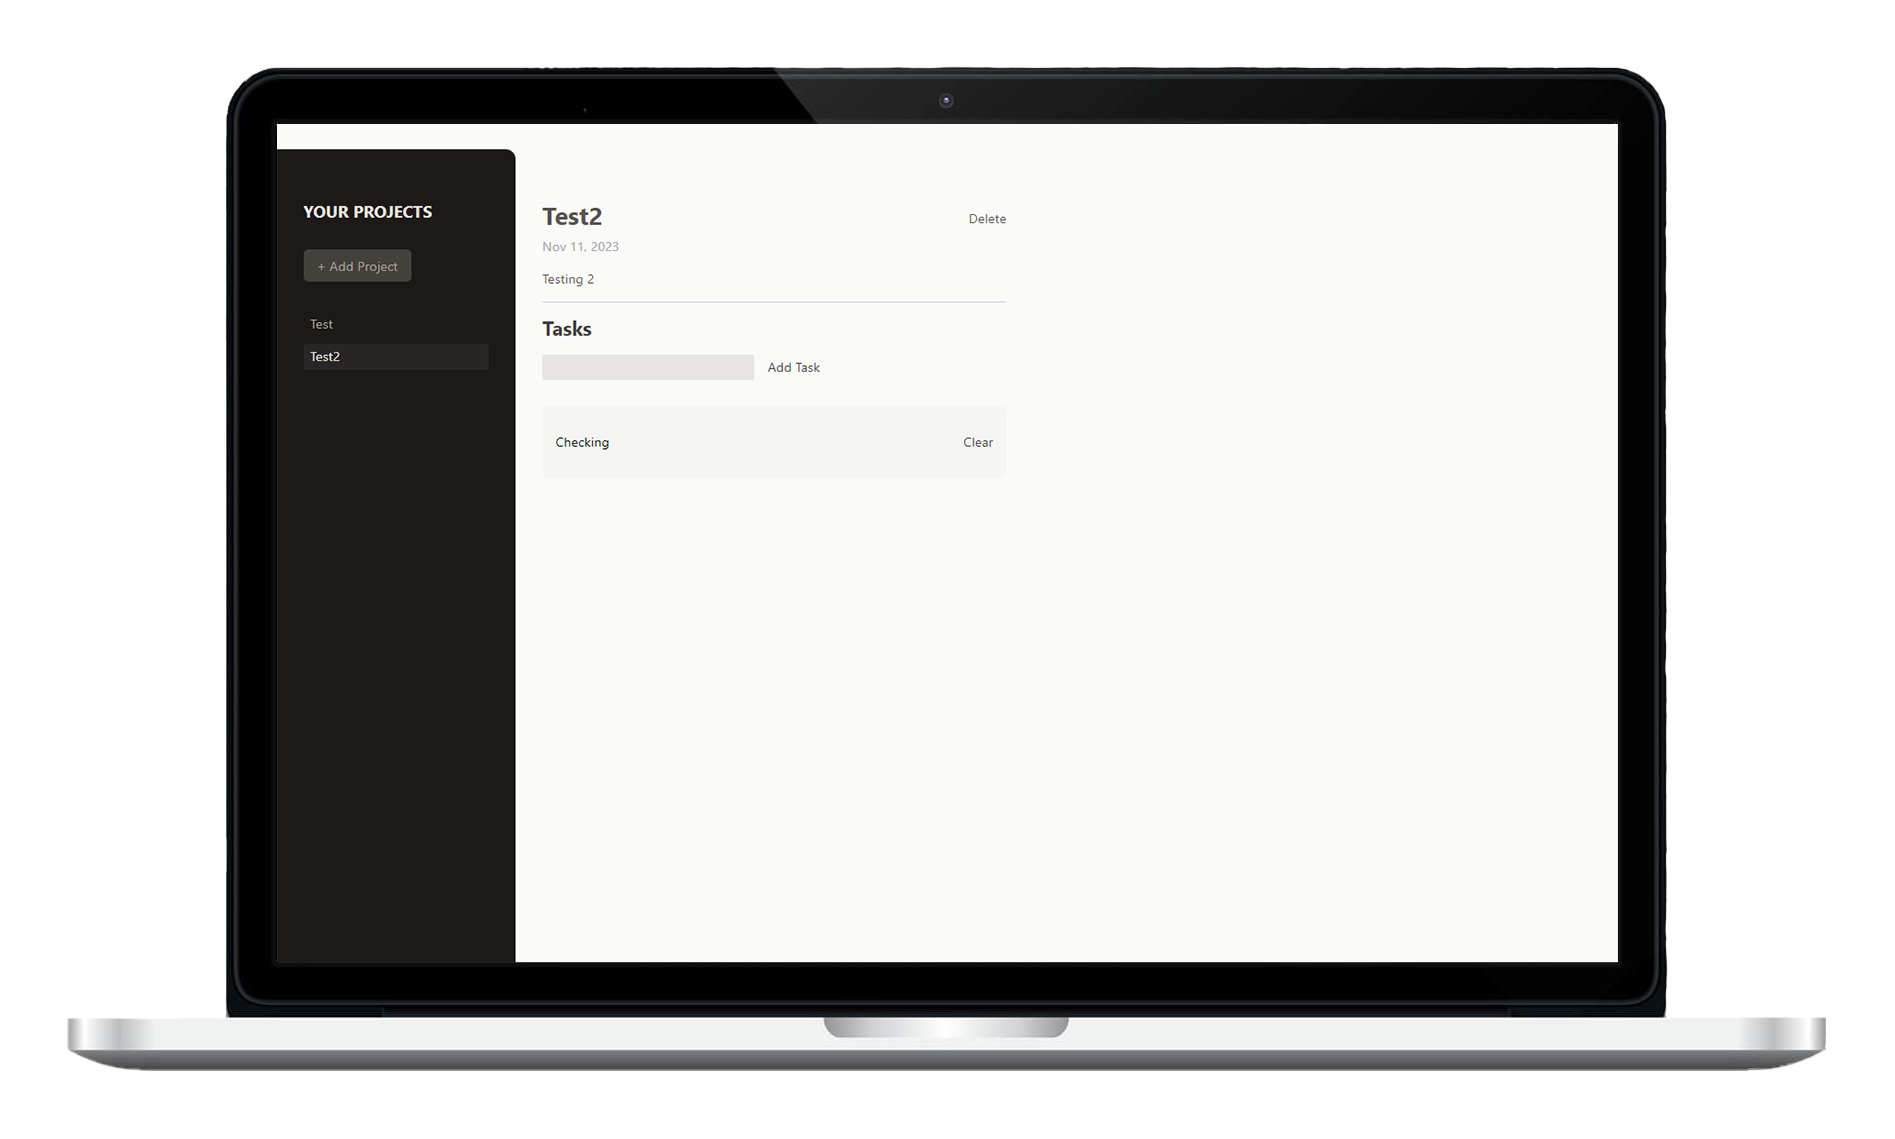 YOUR PROJECTS
+ Add Project
Test
Test2
Test2
Delete
Nov 11, 2023
Testing 2
Tasks
Add Task
Checking
Clear